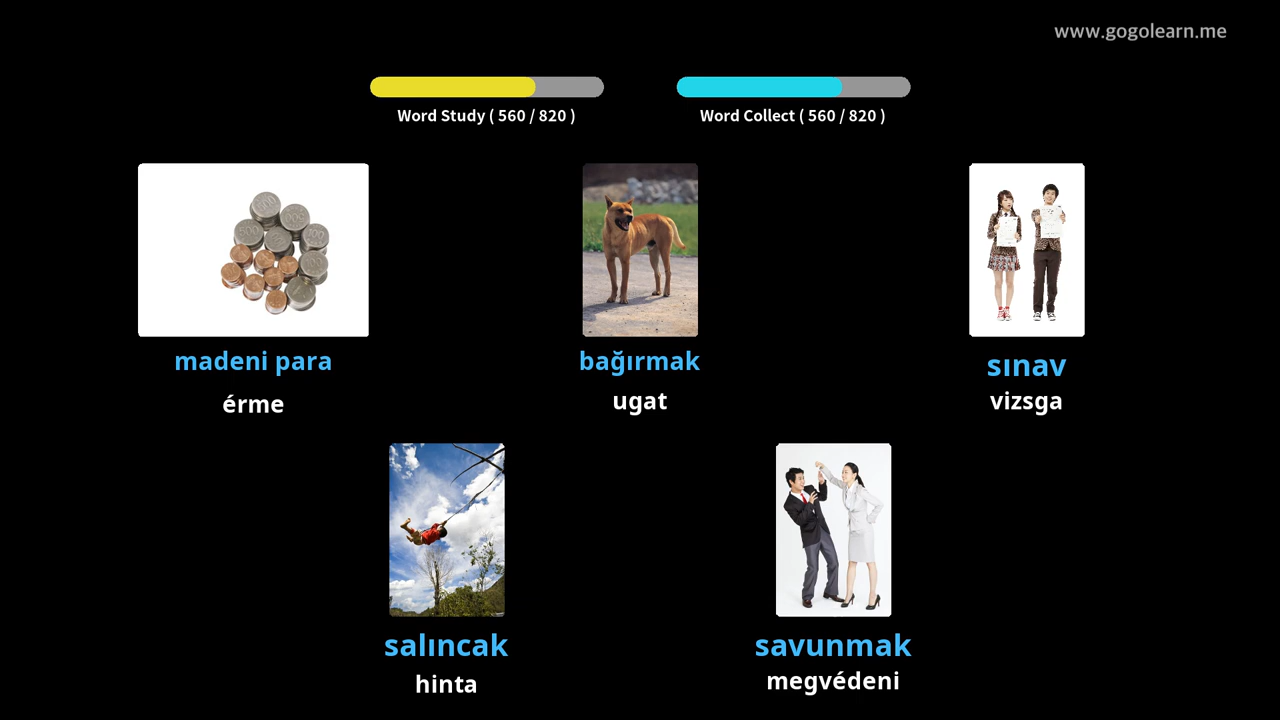 www.gogolearn.me
Word Study ( 560 / 820 )
Word Collect ( 560 / 820 )
madeni para
érme
bağırmak
ugat
sınav
vizsga
salıncak
hinta
savunmak
megvédeni